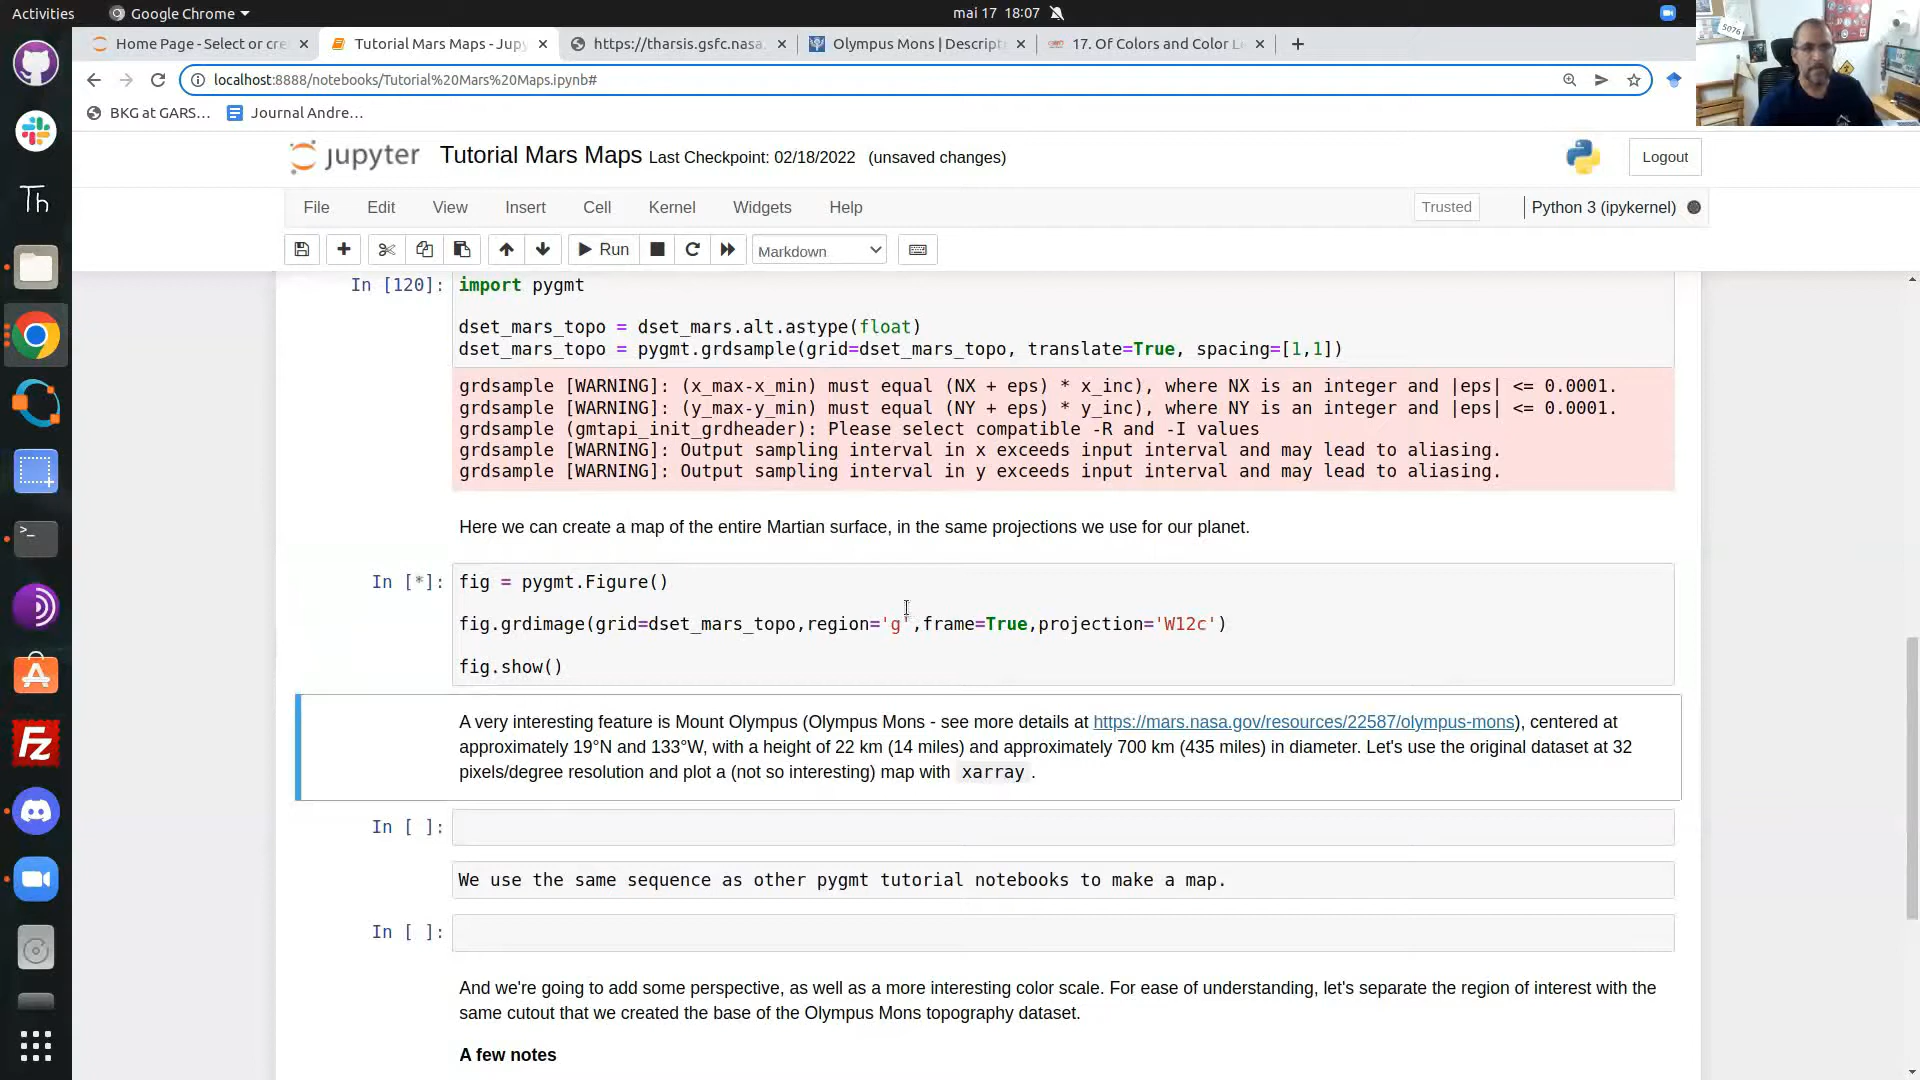 Activities
Google Chrome
mai 17 18:07
Home Page - Select or cre
Tutorial Mars Maps - Jupy
https://tharsis.gsfc.nasa.
Olympus Mons | Descript
17. Of Colors and Color Le
localhost:8888/notebooks/Tutorial%20Mars%20Maps.ipynb#
BKG at GARS...
Journal Andre...
5076
jupyter
Tutorial Mars Maps Last Checkpoint: 02/18/2022 (unsaved changes)
Logout
File Edit View Insert Cell Kernel Widgets Help
Trusted
Python 3 (ipykernel)
Run
Markdown
Th
In [120]:
import pygmt
dset_mars_topo = dset_mars.alt.astype(float)
dset_mars_topo = pygmt.grdsample(grid=dset_mars_topo, translate=True, spacing=[1,1])
grdsample [WARNING]: (x_max-x_min) must equal (NX + eps) * x_inc), where NX is an integer and |eps| <= 0.0001.
grdsample [WARNING]: (y_max-y_min) must equal (NY + eps) * y_inc), where NY is an integer and |eps| <= 0.0001.
grdsample (gmtapi_init_grdheader): Please select compatible -R and -I values
grdsample [WARNING]: Output sampling interval in x exceeds input interval and may lead to aliasing.
grdsample [WARNING]: Output sampling interval in y exceeds input interval and may lead to aliasing.
Here we can create a map of the entire Martian surface, in the same projections we use for our planet.
In [*]:
fig = pygmt.Figure()
fig.grdimage(grid=dset_mars_topo,region='g',frame=True,projection='W12c')
fig.show()
A very interesting feature is Mount Olympus (Olympus Mons - see more details at https://mars.nasa.gov/resources/22587/olympus-mons), centered at
approximately 19°N and 133°W, with a height of 22 km (14 miles) and approximately 700 km (435 miles) in diameter. Let's use the original dataset at 32
pixels/degree resolution and plot a (not so interesting) map with xarray.
In [ ]:
We use the same sequence as other pygmt tutorial notebooks to make a map.
In [ ]:
And we're going to add some perspective, as well as a more interesting color scale. For ease of understanding, let's separate the region of interest with the
same cutout that we created the base of the Olympus Mons topography dataset.
A few notes